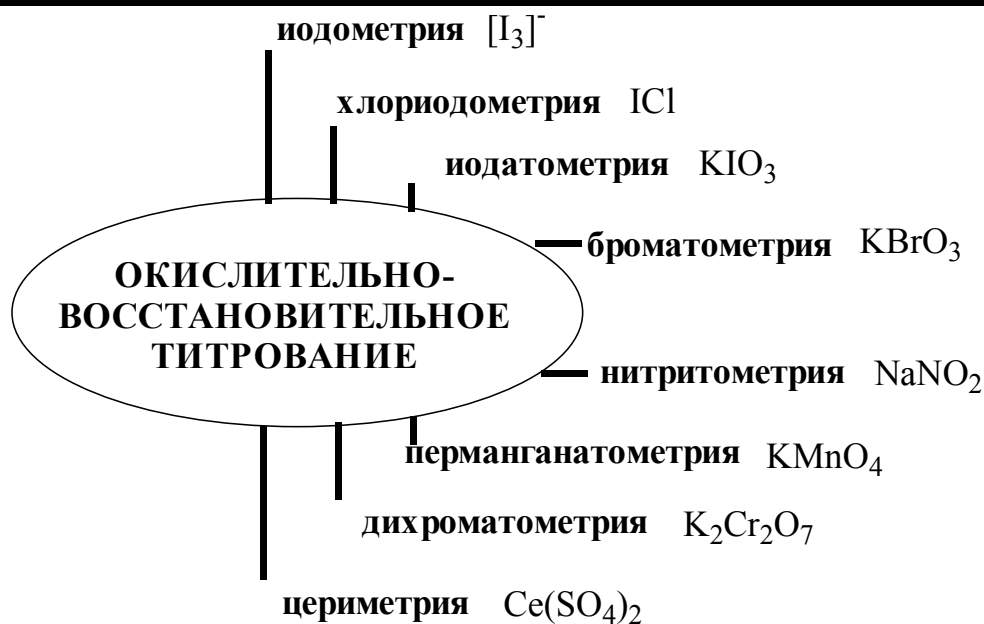 иодометрия [I₃]⁻
хлориодометрия ICl
иодатометрия KIO₃
броматометрия KBrO₃
ОКИСЛИТЕЛЬНО-
ВОССТАНОВИТЕЛЬНОЕ
ТИТРОВАНИЕ
нитритометрия NaNO₂
перманганатометрия KMnO₄
дихроматометрия K₂Cr₂O₇
цериметрия Ce(SO₄)₂